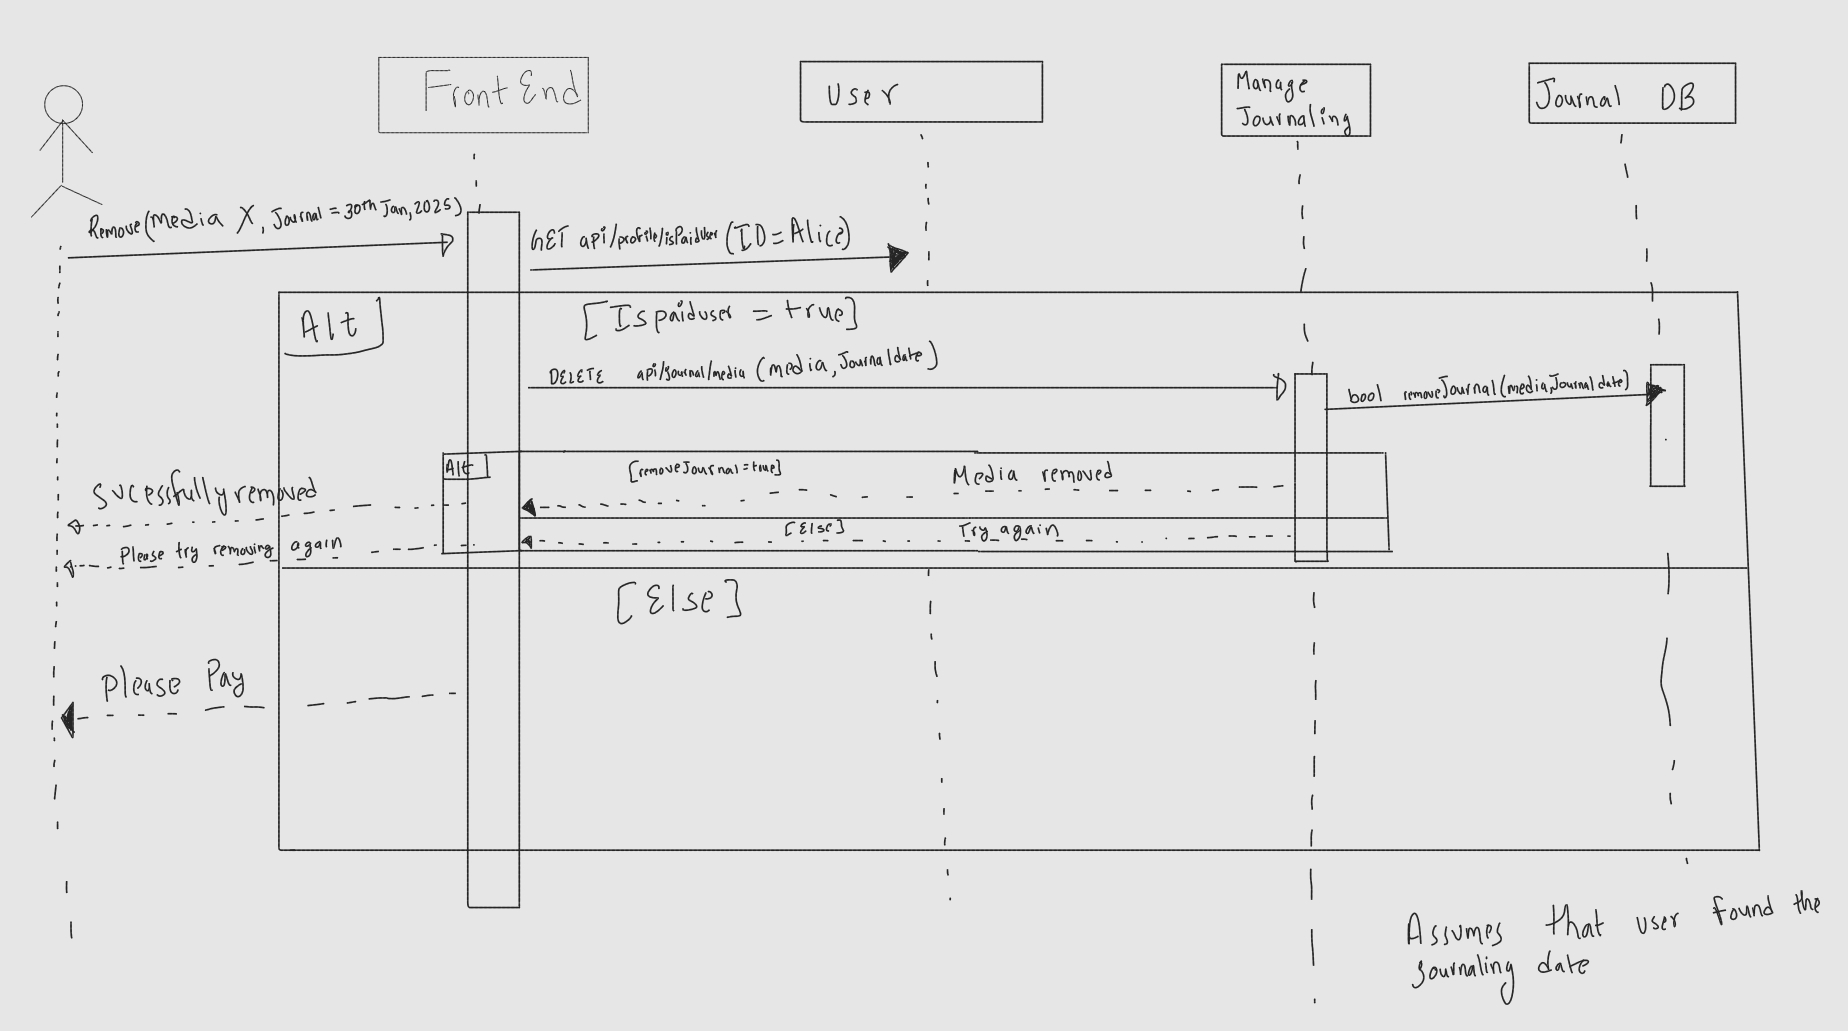 Front End
User
Manage
Journaling
Journal DB
Remove(Media X, Journal = 30th Jan, 2025)
GET api/profile/isPaidUser (ID=Alice)
Alt
[Ispaiduser = true]
DELETE api/journal/media (media, Journaldate)
bool removeJournal(media,Journal date)
Alt
[removeJournal=true]
Media removed
Sucessfully removed
[Else]
Try again
Please try removing again
[Else]
Please Pay
Assumes that user found the
journaling date